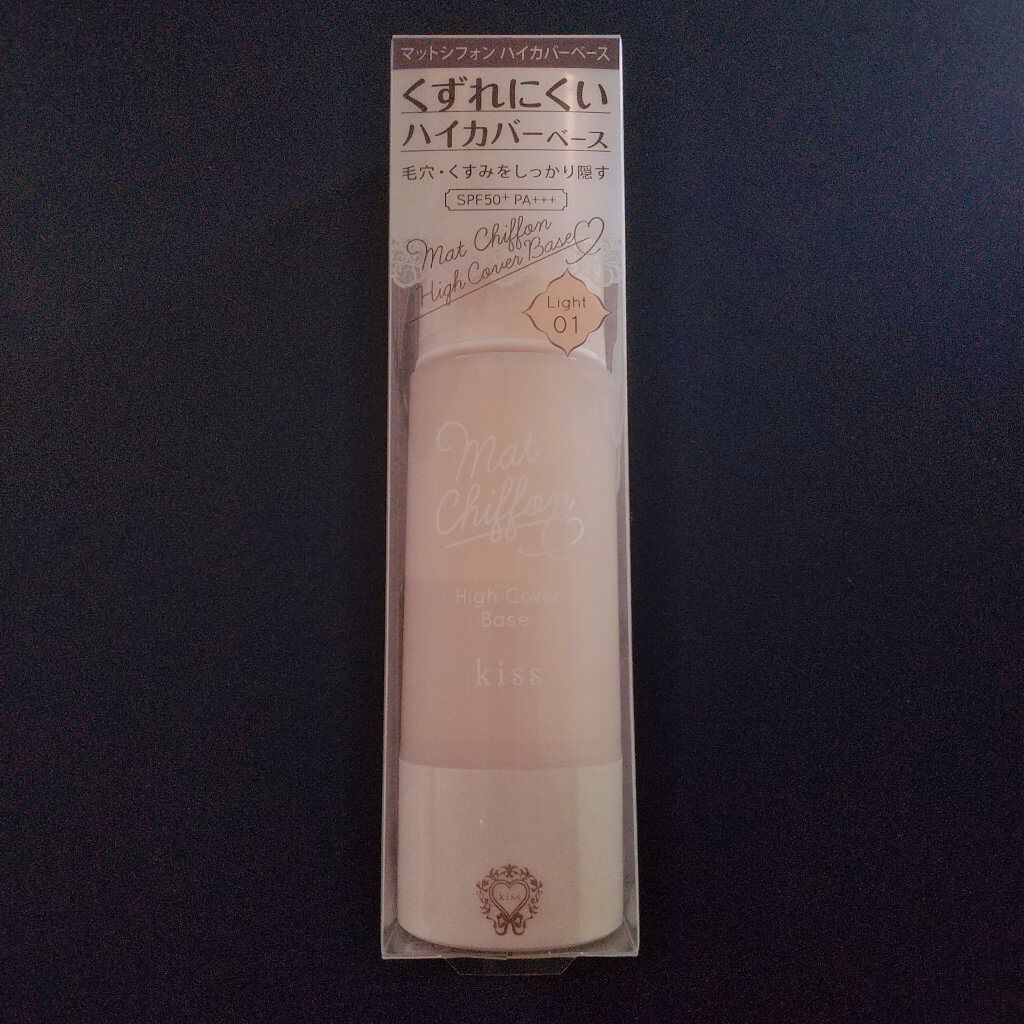 マットシフォン ハイカバーベース
くずれにくい
ハイカバーベース
毛穴・くすみをしっかり隠す
SPF50⁺ PA+++
Mat Chiffon
High Cover Base
Light
01
Mat
Chiffon
High Cover
Base
kiss
kiss